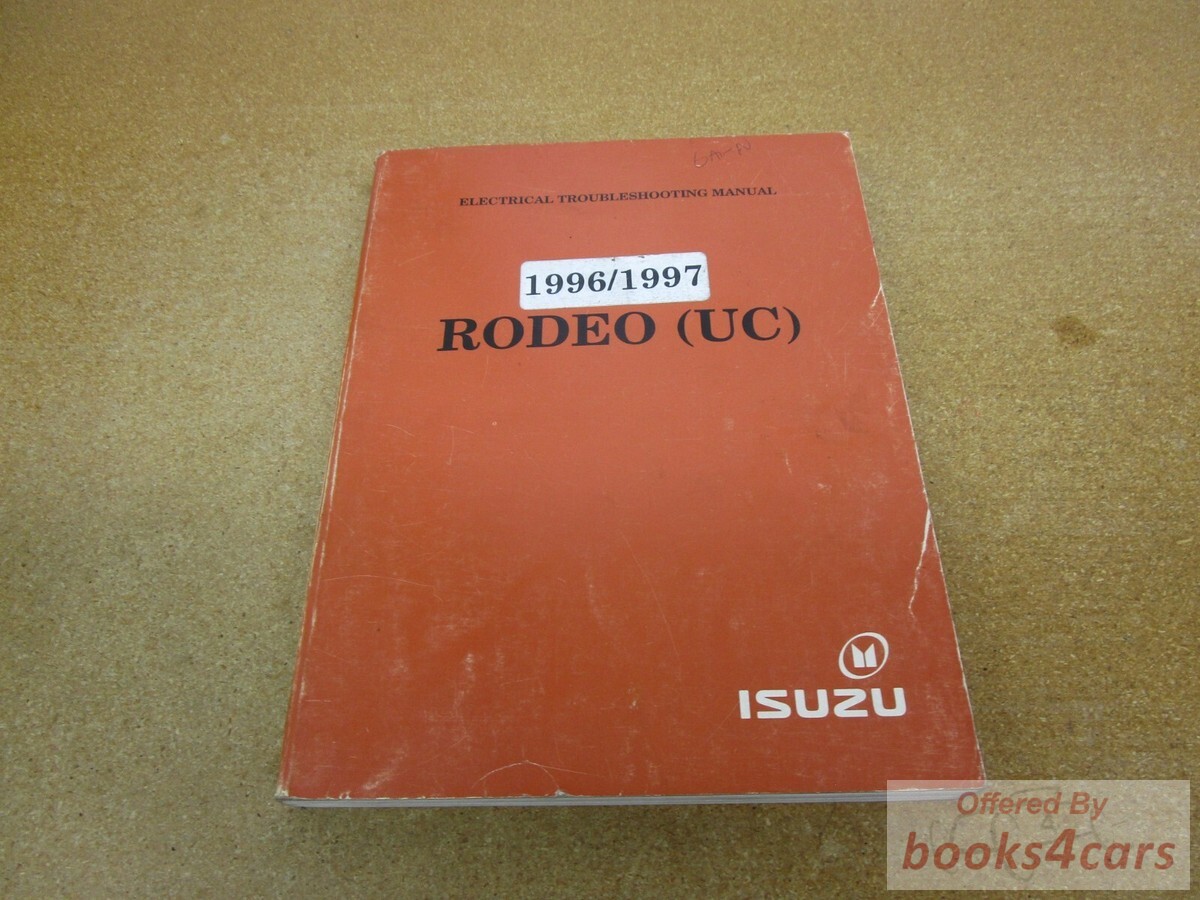 ELECTRICAL TROUBLESHOOTING MANUAL
1996/1997
RODEO (UC)
ISUZU
Offered By
books4cars